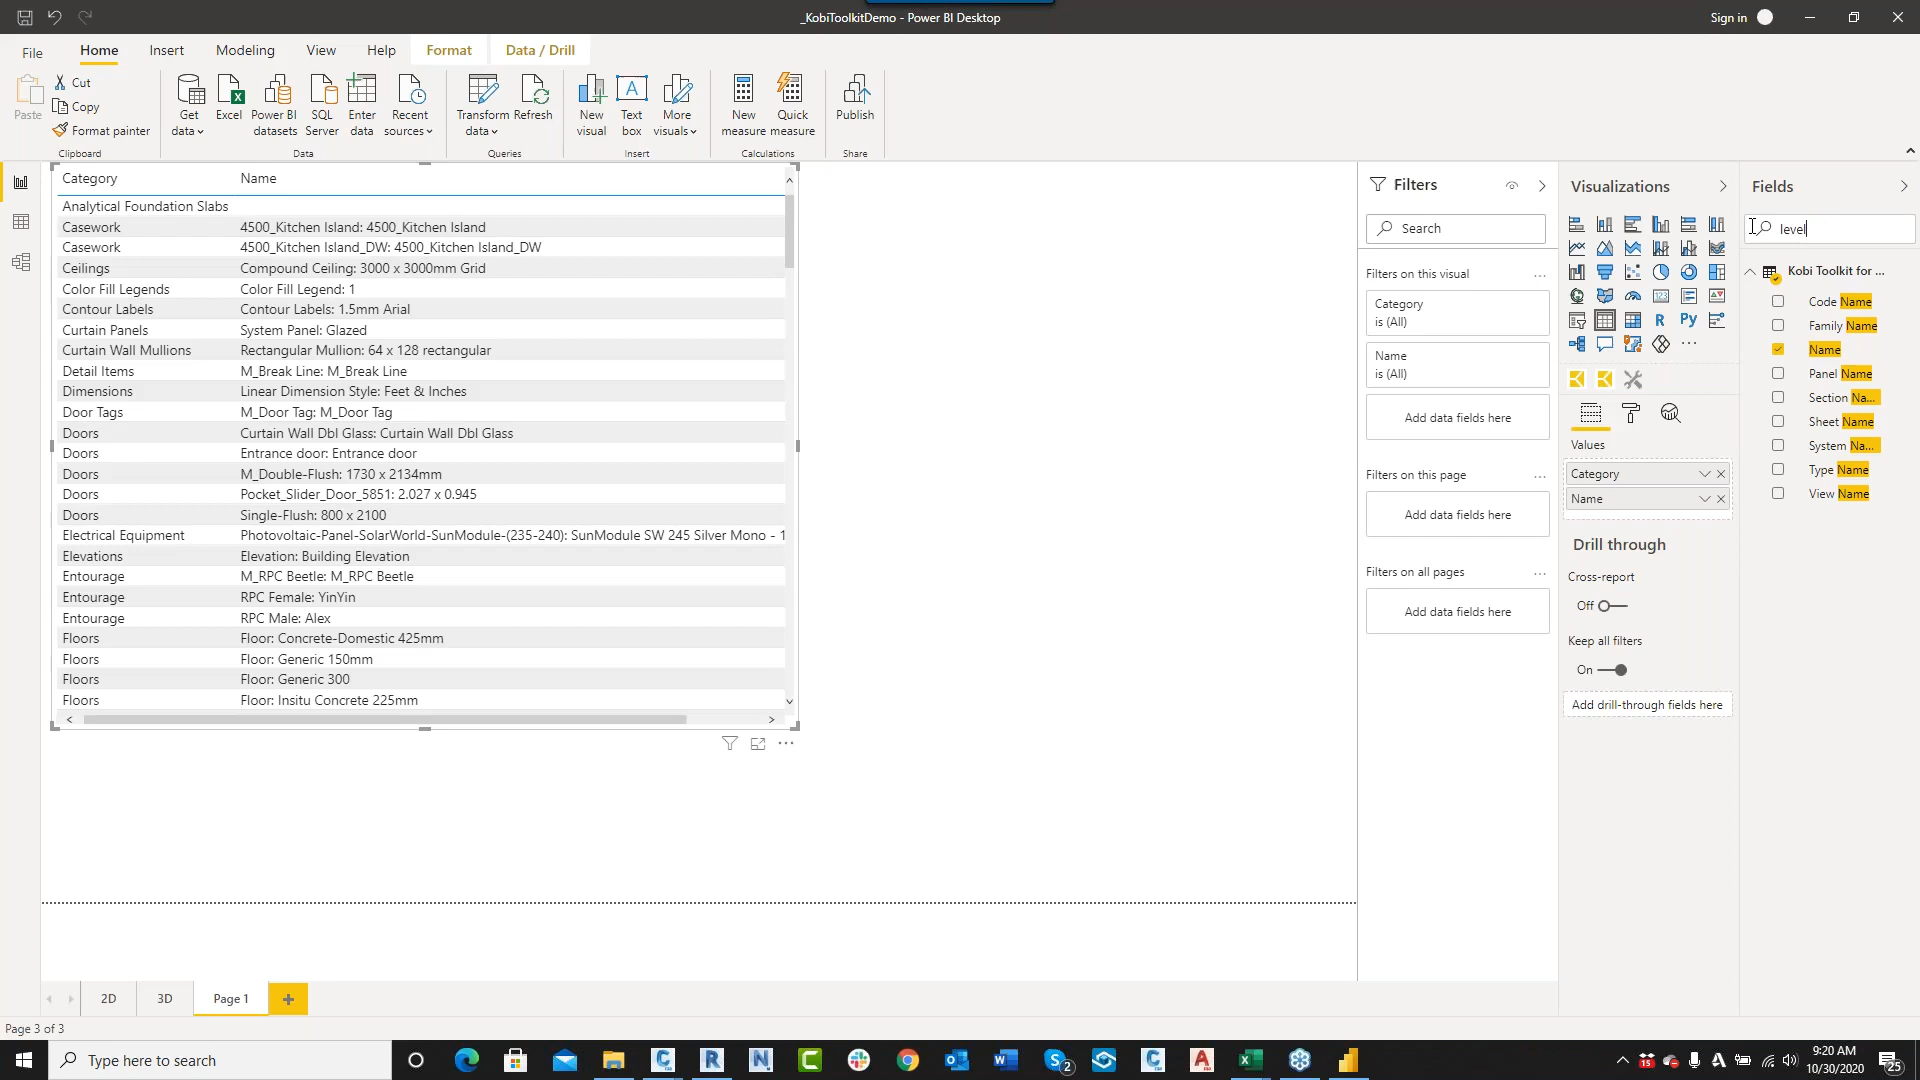 _KobiToolkitDemo - Power BI Desktop
Sign in
File
Home
Insert
Modeling
View
Help
Format
Data / Drill
Paste
Cut
Copy
Format painter
Clipboard
Get data
Excel
Power BI datasets
SQL Server
Enter data
Recent sources
Data
Transform data
Refresh
Queries
New visual
Text box
More visuals
Insert
New measure
Quick measure
Calculations
Publish
Share
Category Name
Analytical Foundation Slabs
Casework 4500_Kitchen Island: 4500_Kitchen Island
Casework 4500_Kitchen Island_DW: 4500_Kitchen Island_DW
Ceilings Compound Ceiling: 3000 x 3000mm Grid
Color Fill Legends Color Fill Legend: 1
Contour Labels Contour Labels: 1.5mm Arial
Curtain Panels System Panel: Glazed
Curtain Wall Mullions Rectangular Mullion: 64 x 128 rectangular
Detail Items M_Break Line: M_Break Line
Dimensions Linear Dimension Style: Feet & Inches
Door Tags M_Door Tag: M_Door Tag
Doors Curtain Wall Dbl Glass: Curtain Wall Dbl Glass
Doors Entrance door: Entrance door
Doors M_Double-Flush: 1730 x 2134mm
Doors Pocket_Slider_Door_5851: 2.027 x 0.945
Doors Single-Flush: 800 x 2100
Electrical Equipment Photovoltaic-Panel-SolarWorld-SunModule-(235-240): SunModule SW 245 Silver Mono - 1
Elevations Elevation: Building Elevation
Entourage M_RPC Beetle: M_RPC Beetle
Entourage RPC Female: YinYin
Entourage RPC Male: Alex
Floors Floor: Concrete-Domestic 425mm
Floors Floor: Generic 150mm
Floors Floor: Generic 300
Floors Floor: Insitu Concrete 225mm
Filters
Search
Filters on this visual ...
Category
is (All)
Name
is (All)
Add data fields here
Filters on this page ...
Add data fields here
Filters on all pages ...
Add data fields here
Visualizations
R
Py
123
...
Values
Category
Name
Drill through
Cross-report
Off
Keep all filters
On
Add drill-through fields here
Fields
level
Kobi Toolkit for ...
Code Name
Family Name
Name
Panel Name
Section Na...
Sheet Name
System Na...
Type Name
View Name
2D
3D
Page 1
+
Page 3 of 3
Type here to search
2
15
9:20 AM
10/30/2020
25